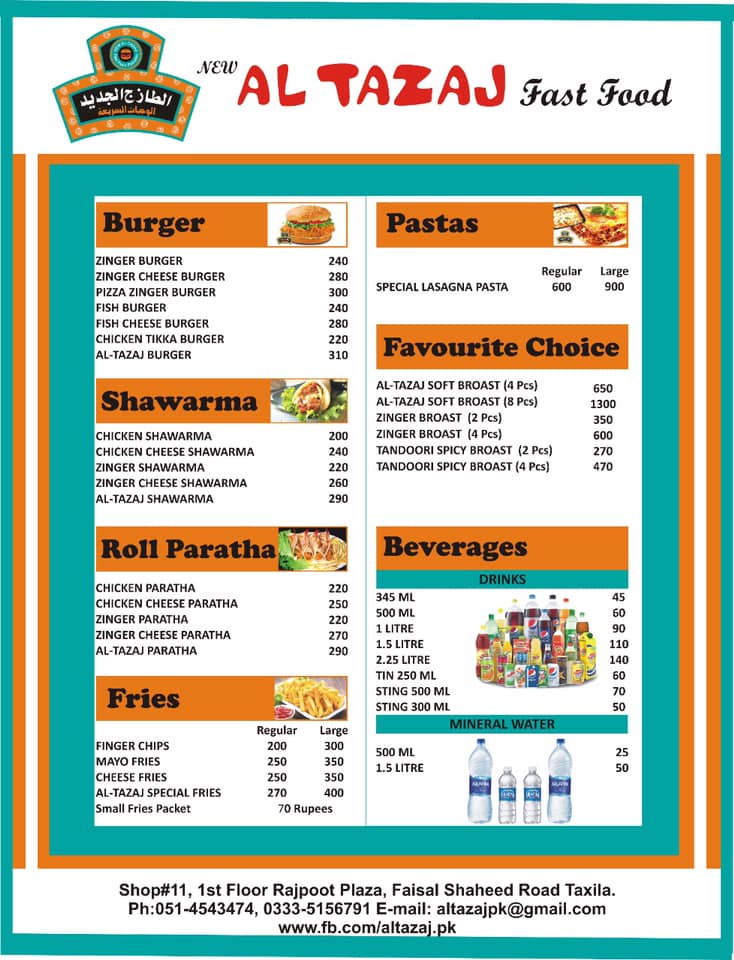 الطازج الجديد
الوجبات السريعة
NEW AL TAZAJ Fast Food
Burger
ZINGER BURGER 240
ZINGER CHEESE BURGER 280
PIZZA ZINGER BURGER 300
FISH BURGER 240
FISH CHEESE BURGER 280
CHICKEN TIKKA BURGER 220
AL-TAZAJ BURGER 310
Shawarma
CHICKEN SHAWARMA 200
CHICKEN CHEESE SHAWARMA 240
ZINGER SHAWARMA 220
ZINGER CHEESE SHAWARMA 260
AL-TAZAJ SHAWARMA 290
Roll Paratha
CHICKEN PARATHA 220
CHICKEN CHEESE PARATHA 250
ZINGER PARATHA 220
ZINGER CHEESE PARATHA 270
AL-TAZAJ PARATHA 290
Fries
Regular Large
FINGER CHIPS 200 300
MAYO FRIES 250 350
CHEESE FRIES 250 350
AL-TAZAJ SPECIAL FRIES 270 400
Small Fries Packet 70 Rupees
Pastas
Regular Large
SPECIAL LASAGNA PASTA 600 900
Favourite Choice
AL-TAZAJ SOFT BROAST (4 Pcs) 650
AL-TAZAJ SOFT BROAST (8 Pcs) 1300
ZINGER BROAST (2 Pcs) 350
ZINGER BROAST (4 Pcs) 600
TANDOORI SPICY BROAST (2 Pcs) 270
TANDOORI SPICY BROAST (4 Pcs) 470
Beverages
DRINKS
345 ML 45
500 ML 60
1 LITRE 90
1.5 LITRE 110
2.25 LITRE 140
TIN 250 ML 60
STING 500 ML 70
STING 300 ML 50
MINERAL WATER
500 ML 25
1.5 LITRE 50
Shop#11, 1st Floor Rajpoot Plaza, Faisal Shaheed Road Taxila.
Ph:051-4543474, 0333-5156791 E-mail: altazajpk@gmail.com
www.fb.com/altazaj.pk